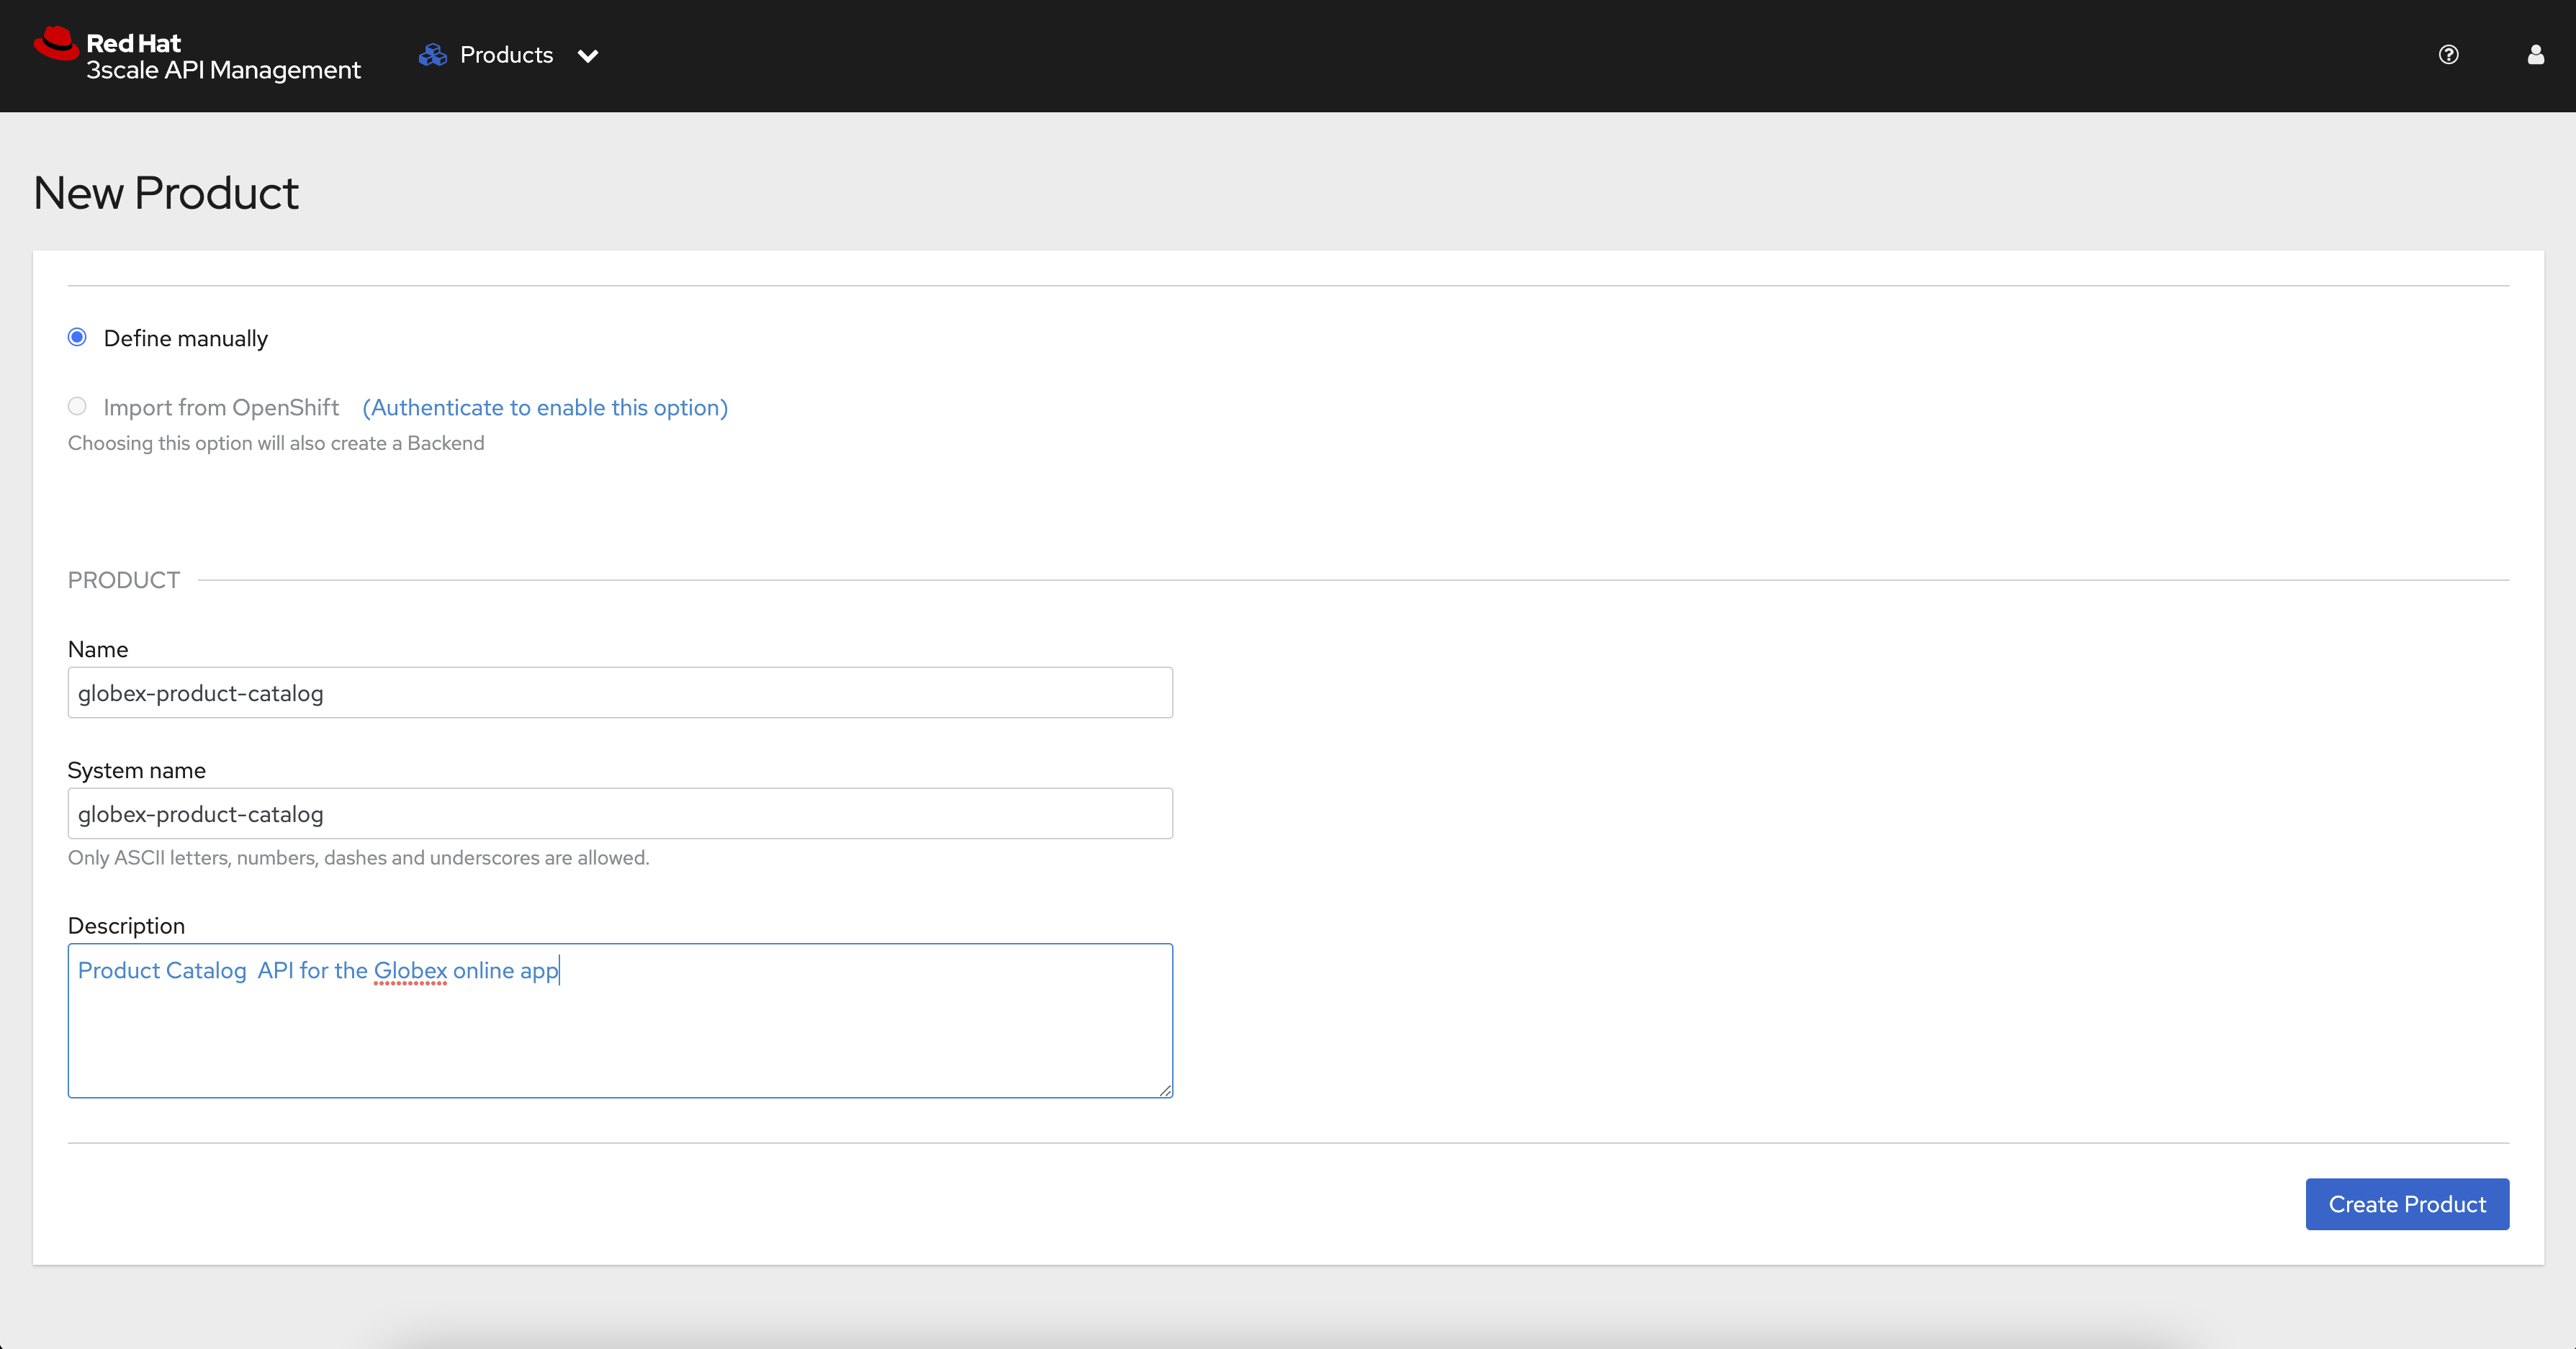 Red Hat
3scale API Management
Products
New Product
Define manually
Import from OpenShift (Authenticate to enable this option)
Choosing this option will also create a Backend
PRODUCT
Name
globex-product-catalog
System name
globex-product-catalog
Only ASCII letters, numbers, dashes and underscores are allowed.
Description
Product Catalog  API for the Globex online app
Create Product